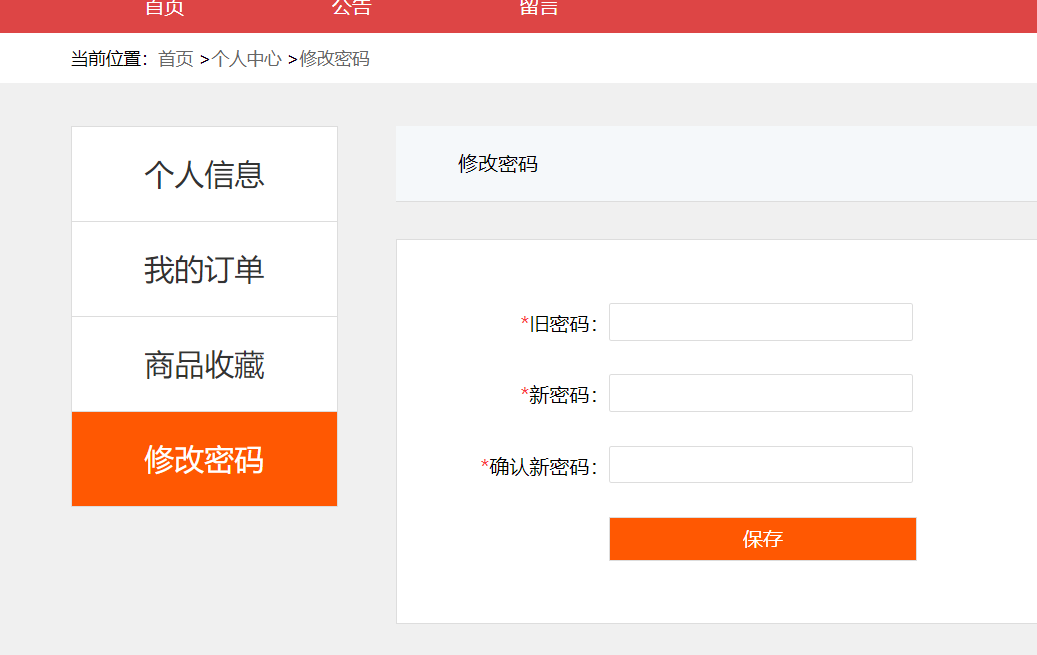 首页 公告 留言
当前位置：首页 >个人中心 >修改密码
个人信息
我的订单
商品收藏
修改密码
修改密码
*旧密码：
*新密码：
*确认新密码：
保存